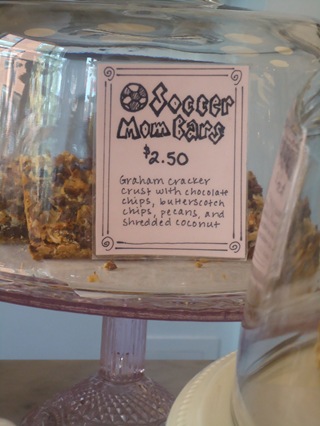 Soccer
Mom Bars
$2.50
Graham cracker
crust with chocolate
chips, butterscotch
chips, pecans, and
shredded coconut